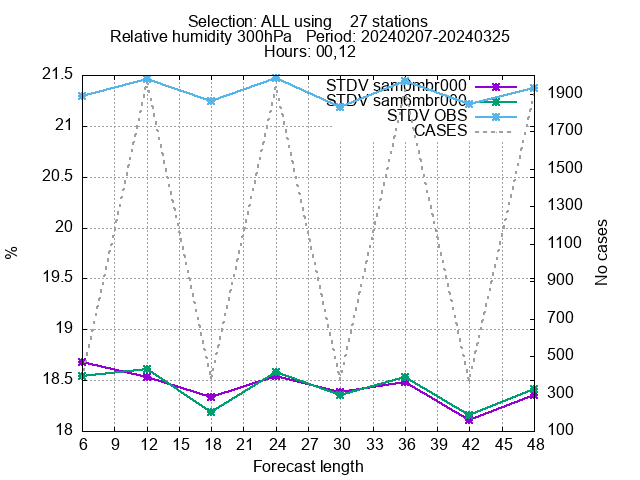 Selection: ALL using    27 stations
Relative humidity 300hPa   Period: 20240207-20240325
Hours: 00,12
STDV sam6mbr000
STDV sam6mbr000
STDV OBS
CASES
21.5
21
20.5
20
19.5
19
18.5
18
%
1900
1700
1500
1300
1100
900
700
500
300
100
No cases
6 9 12 15 18 21 24 27 30 33 36 39 42 45 48
Forecast length